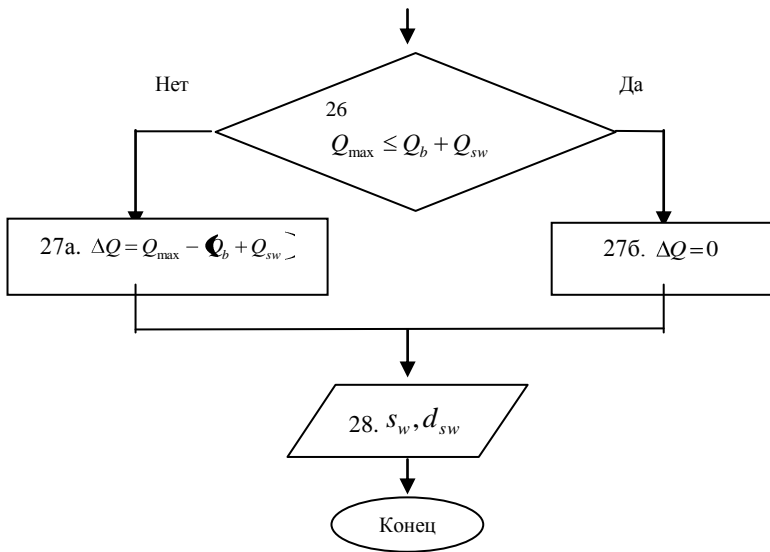 Нет
Да
26
Q_max ≤ Q_b + Q_sw
27а. ΔQ = Q_max − (Q_b + Q_sw)
27б. ΔQ = 0
28. s_w, d_sw
Конец